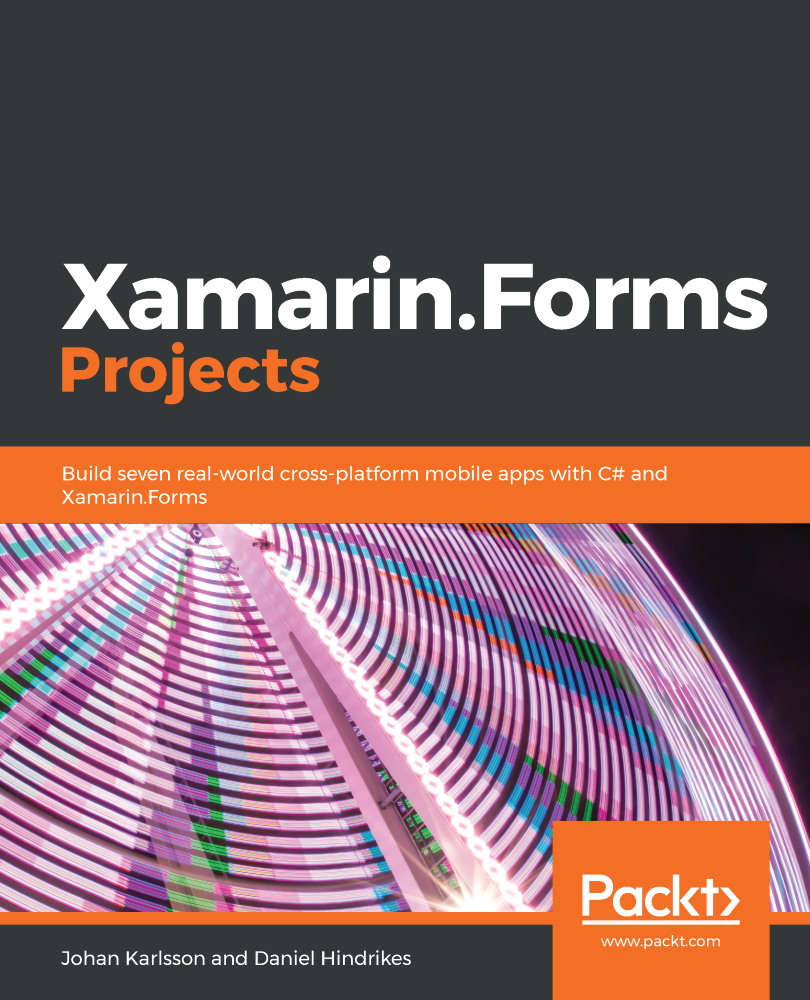 Xamarin.Forms
Projects
Build seven real-world cross-platform mobile apps with C# and
Xamarin.Forms
Packt>
www.packt.com
Johan Karlsson and Daniel Hindrikes